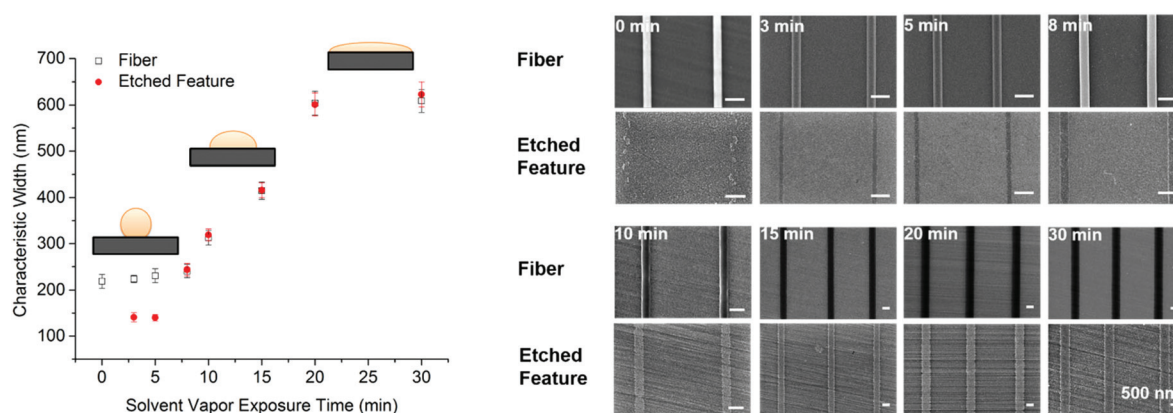 700
600
500
400
300
200
100
Characteristic Width (nm)
Fiber
Etched Feature
0 5 10 15 20 25 30
Solvent Vapor Exposure Time (min)
Fiber
0 min 3 min 5 min 8 min
Etched
Feature
Fiber
10 min 15 min 20 min 30 min
Etched
Feature
500 nm